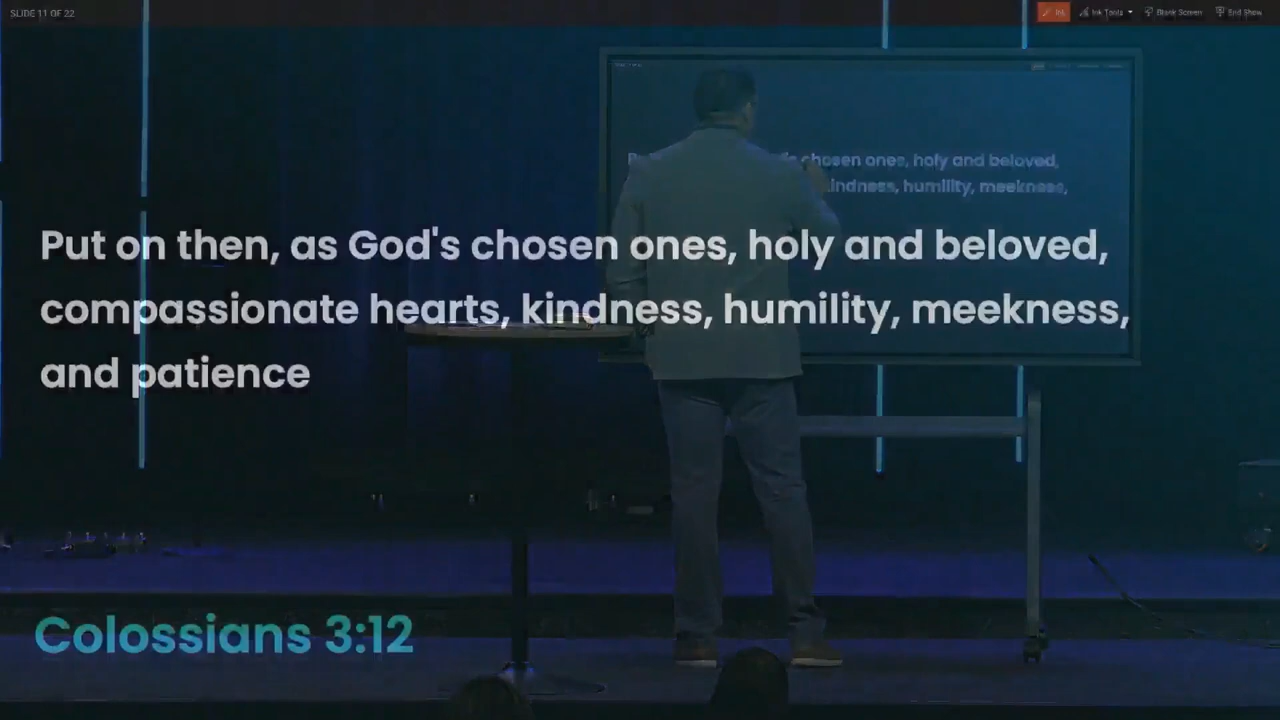 SLIDE 11 OF 22
Ink
Ink Tools
Blank Screen
End Show
chosen ones, holy and beloved,
kindness, humility, meekness,
Put on then, as God's chosen ones, holy and beloved,
compassionate hearts, kindness, humility, meekness,
and patience
Colossians 3:12